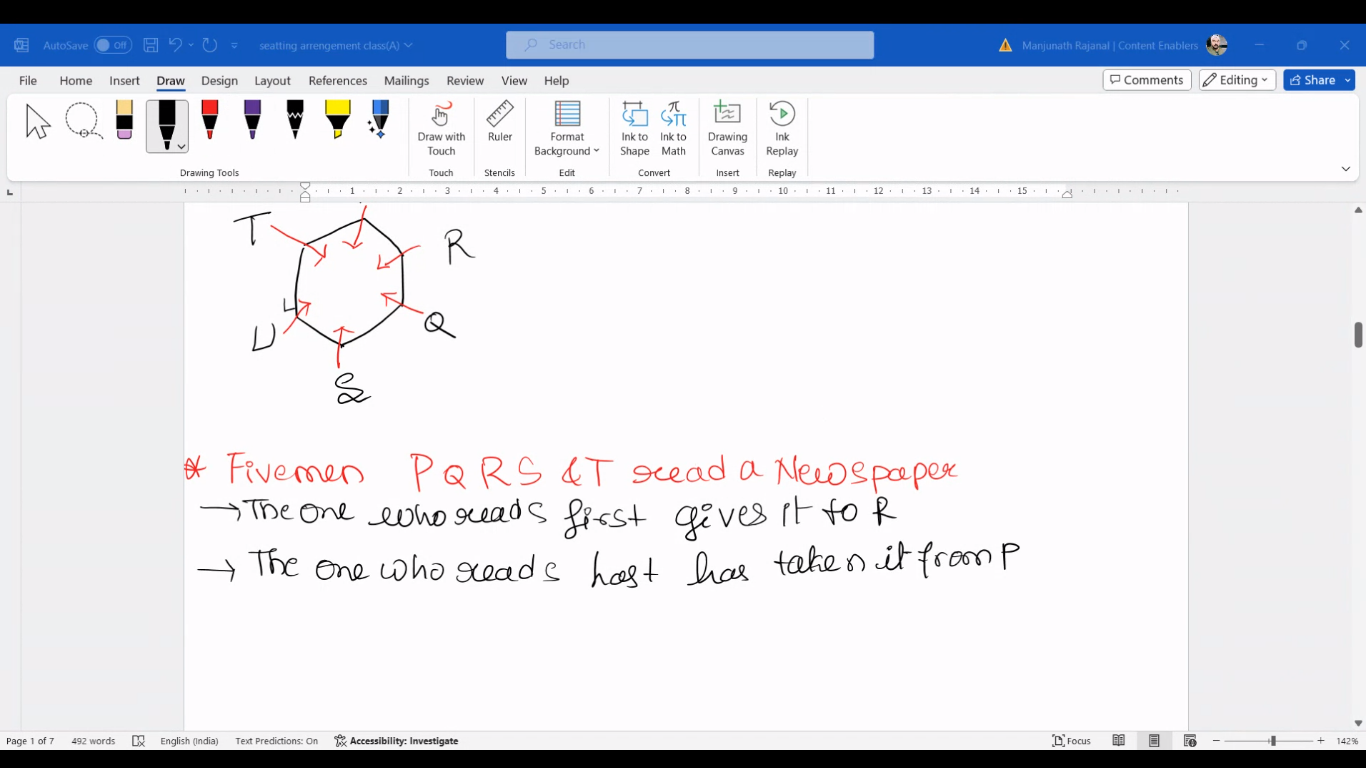 AutoSave Off seatting arrengement class(A) Search Manjunath Rajanal | Content Enablers
File Home Insert Draw Design Layout References Mailings Review View Help Comments Editing Share
Draw with Touch Ruler Format Background Ink to Shape Ink to Math Drawing Canvas Ink Replay
Drawing Tools Touch Stencils Edit Convert Insert Replay
1 2 3 4 5 6 7 8 9 10 11 12 13 14 15
T
R
U
Q
S
* Fivemen P Q R S & T read a Newspaper
→ The one who reads first gives it to R
→ The one who reads hast has taken it from P
Page 1 of 7 492 words English (India) Text Predictions: On Accessibility: Investigate Focus 142%